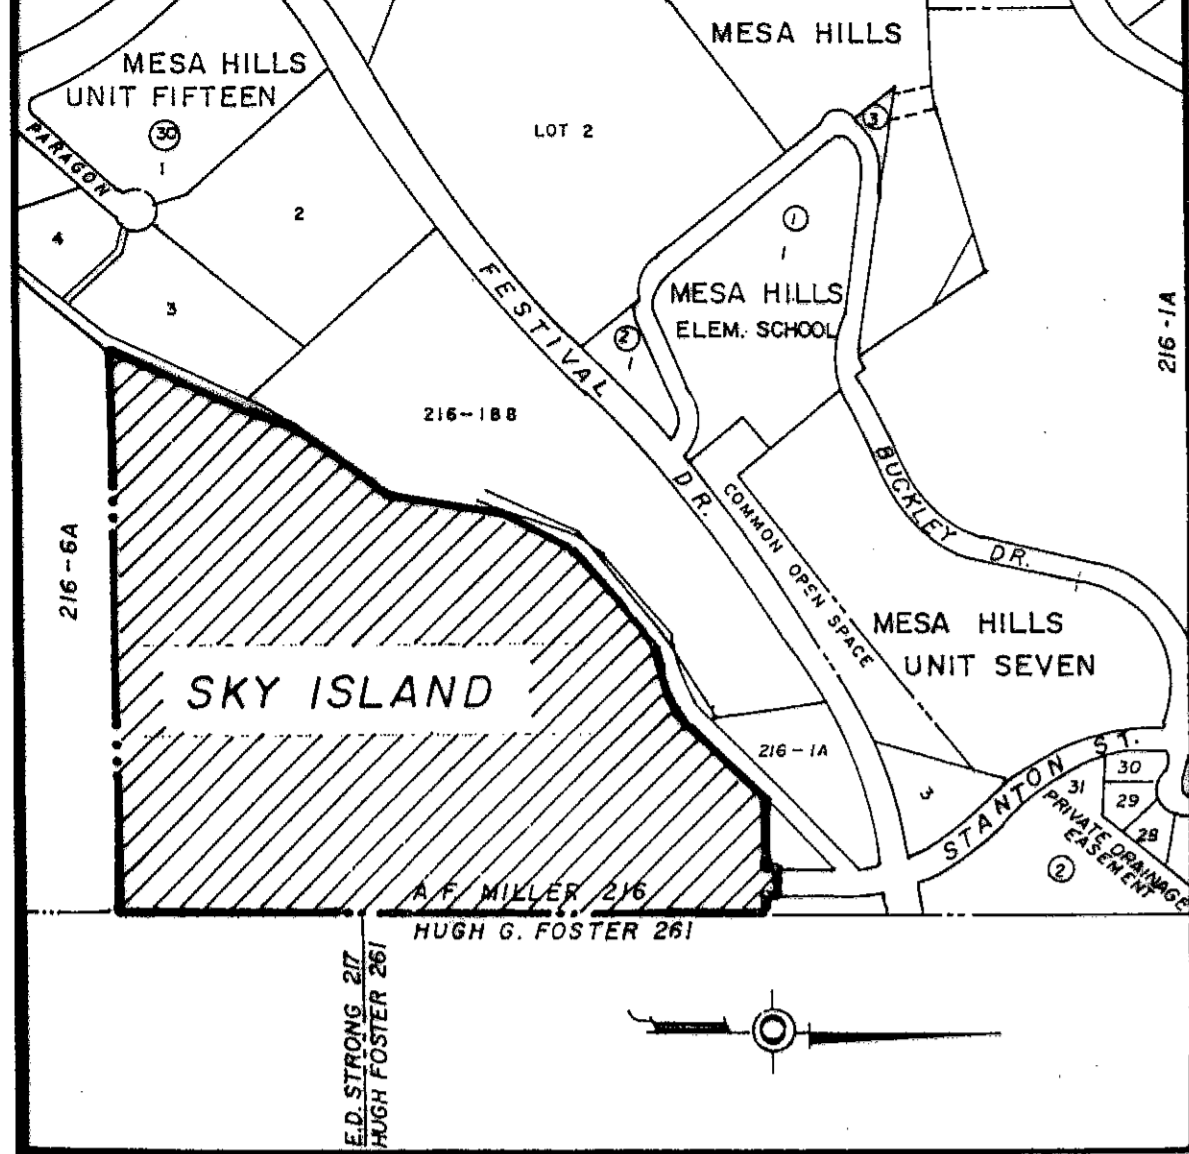 MESA HILLS
MESA HILLS
UNIT FIFTEEN
30
1
PARAGON
LOT 2
3
2
4
3
1
1
MESA HILLS
ELEM. SCHOOL
2
1
FESTIVAL DR.
216-1A
216-1BB
BUCKLEY DR.
COMMON OPEN SPACE
216-6A
MESA HILLS
UNIT SEVEN
SKY ISLAND
216-1A
3
STANTON ST.
31
30
29
28
PRIVATE DRAINAGE
EASEMENT
2
A F. MILLER 216
HUGH G. FOSTER 261
E.D. STRONG 217
HUGH FOSTER 261